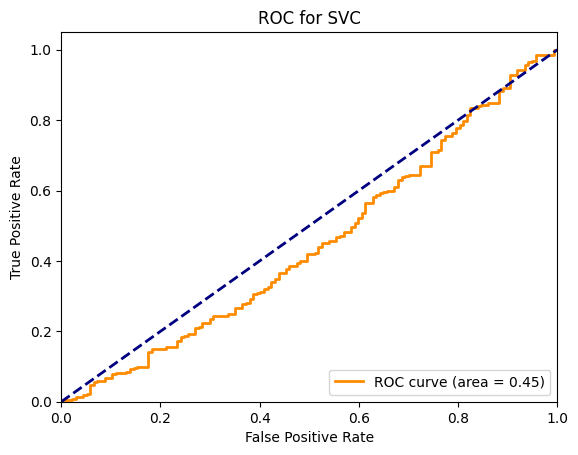 ROC for SVC
True Positive Rate
1.0
0.8
0.6
0.4
0.2
0.0
ROC curve (area = 0.45)
0.0 0.2 0.4 0.6 0.8 1.0
False Positive Rate